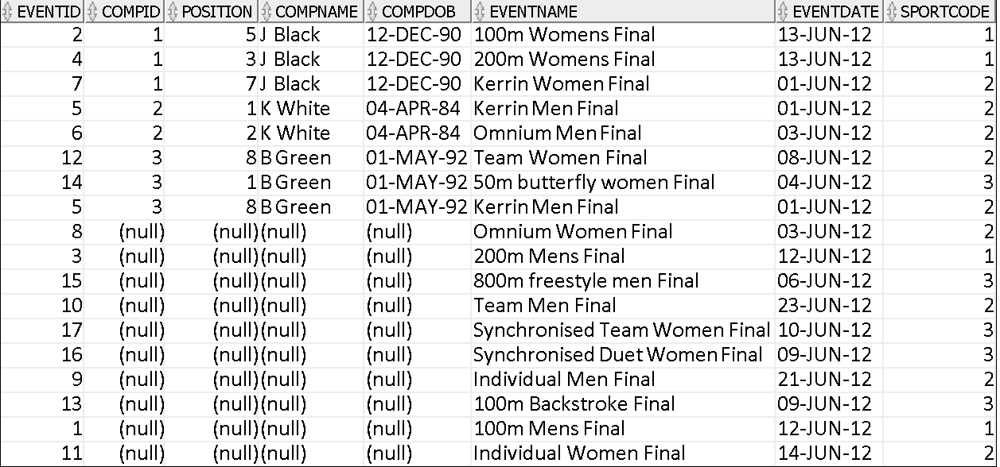 EVENTID COMPID POSITION COMPNAME COMPDOB EVENTNAME EVENTDATE SPORTCODE
2 1 5 J Black 12-DEC-90 100m Womens Final 13-JUN-12 1
4 1 3 J Black 12-DEC-90 200m Womens Final 13-JUN-12 1
7 1 7 J Black 12-DEC-90 Kerrin Women Final 01-JUN-12 2
5 2 1 K White 04-APR-84 Kerrin Men Final 01-JUN-12 2
6 2 2 K White 04-APR-84 Omnium Men Final 03-JUN-12 2
12 3 8 B Green 01-MAY-92 Team Women Final 08-JUN-12 2
14 3 1 B Green 01-MAY-92 50m butterfly women Final 04-JUN-12 3
5 3 8 B Green 01-MAY-92 Kerrin Men Final 01-JUN-12 2
8 (null) (null) (null) (null) Omnium Women Final 03-JUN-12 2
3 (null) (null) (null) (null) 200m Mens Final 12-JUN-12 1
15 (null) (null) (null) (null) 800m freestyle men Final 06-JUN-12 3
10 (null) (null) (null) (null) Team Men Final 23-JUN-12 2
17 (null) (null) (null) (null) Synchronised Team Women Final 10-JUN-12 3
16 (null) (null) (null) (null) Synchronised Duet Women Final 09-JUN-12 3
9 (null) (null) (null) (null) Individual Men Final 21-JUN-12 2
13 (null) (null) (null) (null) 100m Backstroke Final 09-JUN-12 3
1 (null) (null) (null) (null) 100m Mens Final 12-JUN-12 1
11 (null) (null) (null) (null) Individual Women Final 14-JUN-12 2